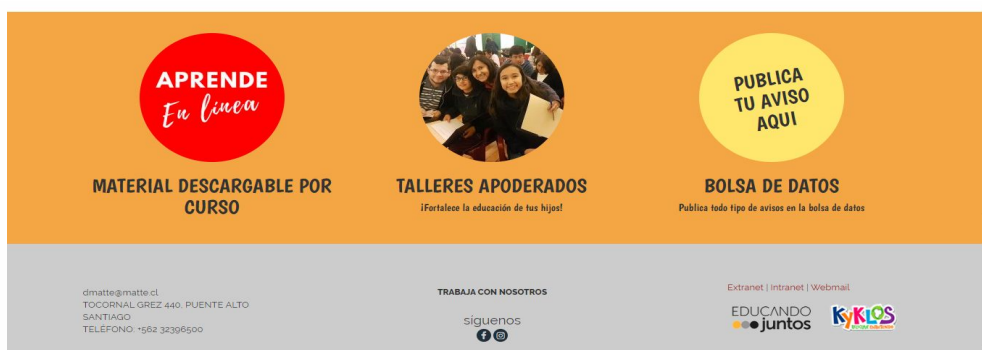 APRENDE
En línea
MATERIAL DESCARGABLE POR
CURSO
TALLERES APODERADOS
¡Fortalece la educación de tus hijos!
PUBLICA
TU AVISO
AQUI
BOLSA DE DATOS
Publica todo tipo de avisos en la bolsa de datos
dmatte@matte.cl
TOCORNAL GREZ 440, PUENTE ALTO
SANTIAGO
TELÉFONO: +562 32396500
TRABAJA CON NOSOTROS
síguenos
Extranet | Intranet | Webmail
EDUCANDO
juntos
KyKLOS